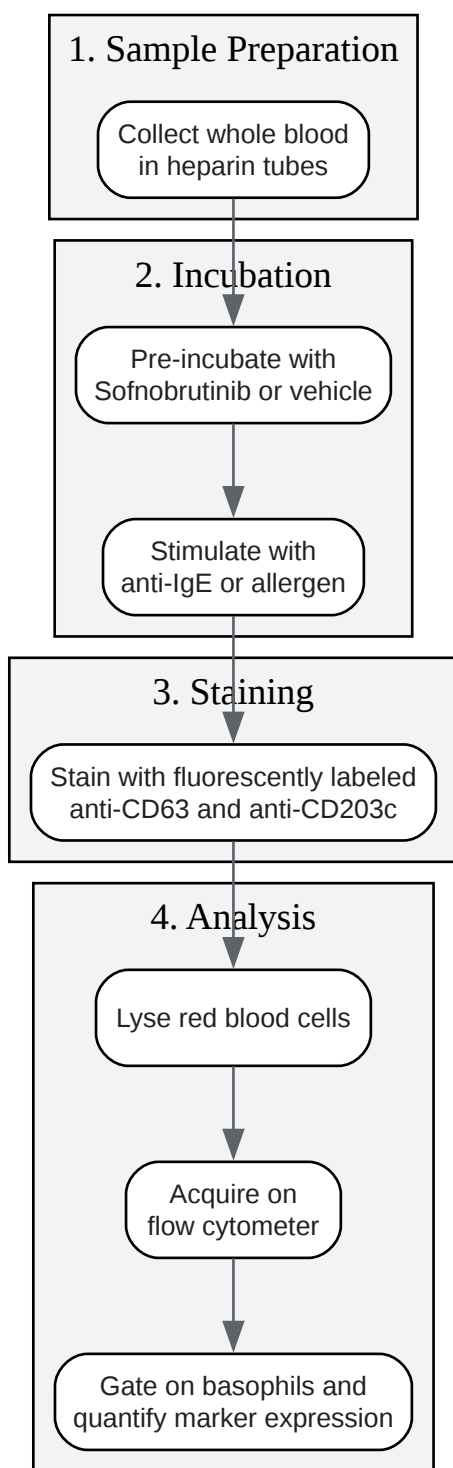 1. Sample Preparation
Collect whole blood
in heparin tubes
2. Incubation
Pre-incubate with
Sofnobrutinib or vehicle
Stimulate with
anti-IgE or allergen
3. Staining
Stain with fluorescently labeled
anti-CD63 and anti-CD203c
4. Analysis
Lyse red blood cells
Acquire on
flow cytometer
Gate on basophils and
quantify marker expression